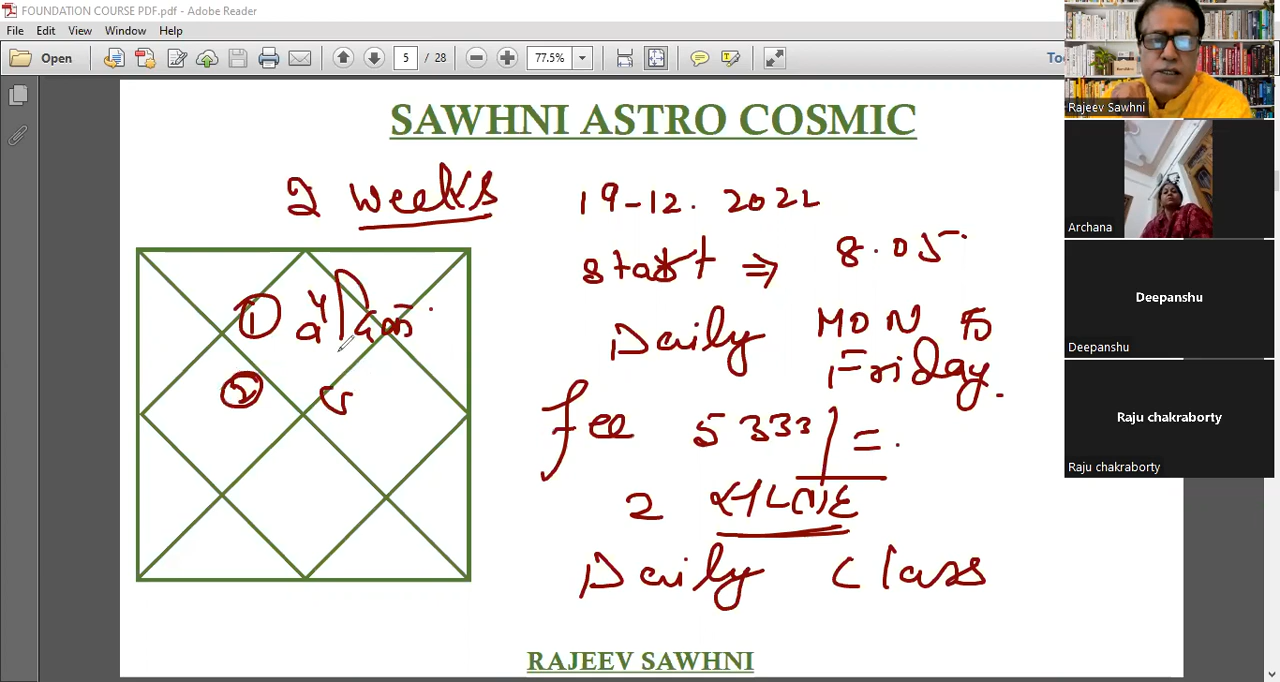 FOUNDATION COURSE PDF.pdf - Adobe Reader
File Edit View Window Help
Open 5 / 28 77.5%
SAWHNI ASTRO COSMIC
2 weeks
19-12. 2022
start ⇒ 8.05
Daily MON to
Friday.
fee 5333/=
2
Daily class
1
2
RAJEEV SAWHNI
Rajeev Sawhni
Archana
Deepanshu
Deepanshu
Raju chakraborty
Raju chakraborty